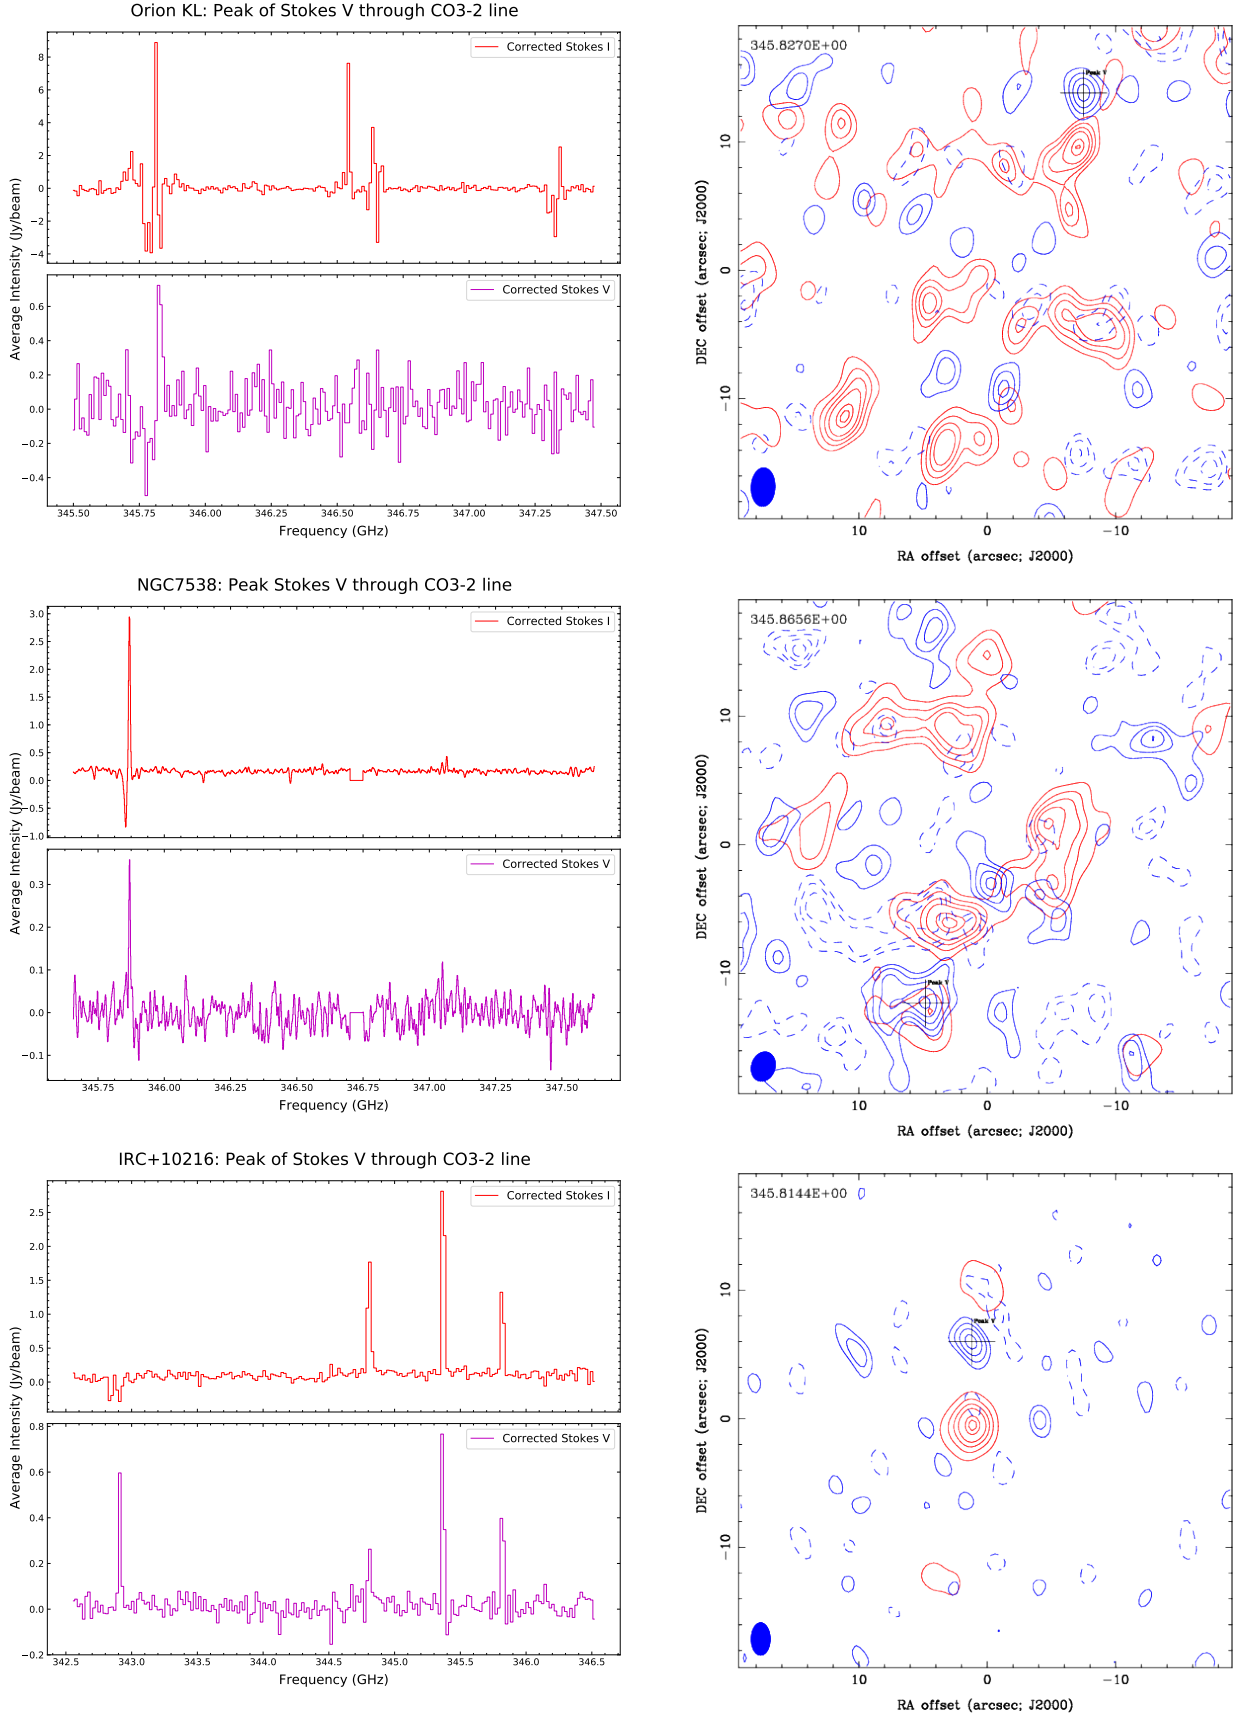 Orion KL: Peak of Stokes V through CO3-2 line
Corrected Stokes I
8
6
4
2
0
−2
−4
Average Intensity (Jy/beam)
Corrected Stokes V
0.6
0.4
0.2
0.0
−0.2
−0.4
345.50 345.75 346.00 346.25 346.50 346.75 347.00 347.25 347.50
Frequency (GHz)
345.8270E+00
Peak V
10
0
−10
DEC offset (arcsec; J2000)
10 0 −10
RA offset (arcsec; J2000)
NGC7538: Peak Stokes V through CO3-2 line
Corrected Stokes I
3.0
2.5
2.0
1.5
1.0
0.5
0.0
−0.5
−1.0
Average Intensity (Jy/beam)
Corrected Stokes V
0.3
0.2
0.1
0.0
−0.1
345.75 346.00 346.25 346.50 346.75 347.00 347.25 347.50
Frequency (GHz)
345.8656E+00
Peak V
10
0
−10
DEC offset (arcsec; J2000)
10 0 −10
RA offset (arcsec; J2000)
IRC+10216: Peak of Stokes V through CO3-2 line
Corrected Stokes I
2.5
2.0
1.5
1.0
0.5
0.0
Average Intensity (Jy/beam)
Corrected Stokes V
0.8
0.6
0.4
0.2
0.0
−0.2
342.5 343.0 343.5 344.0 344.5 345.0 345.5 346.0 346.5
Frequency (GHz)
345.8144E+00
Peak V
10
0
−10
DEC offset (arcsec; J2000)
10 0 −10
RA offset (arcsec; J2000)